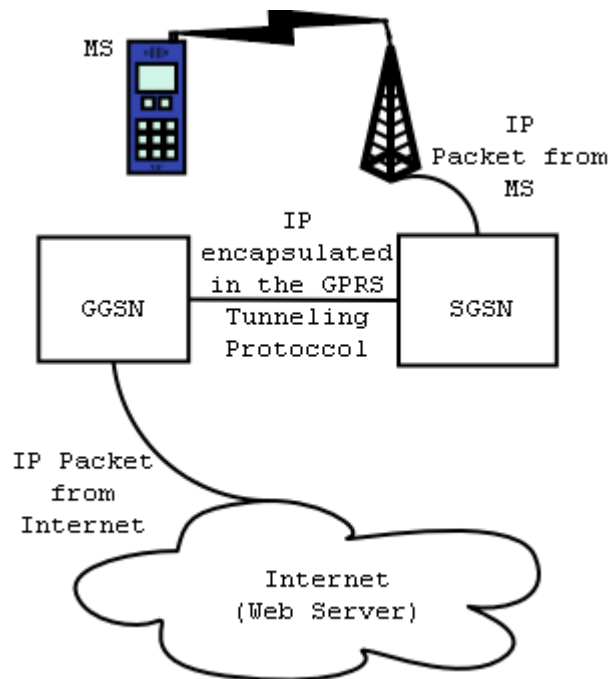 MS
IP
Packet from
MS
IP
encapsulated
in the GPRS
Tunneling
Protoccol
GGSN
SGSN
IP Packet
from
Internet
Internet
(Web Server)